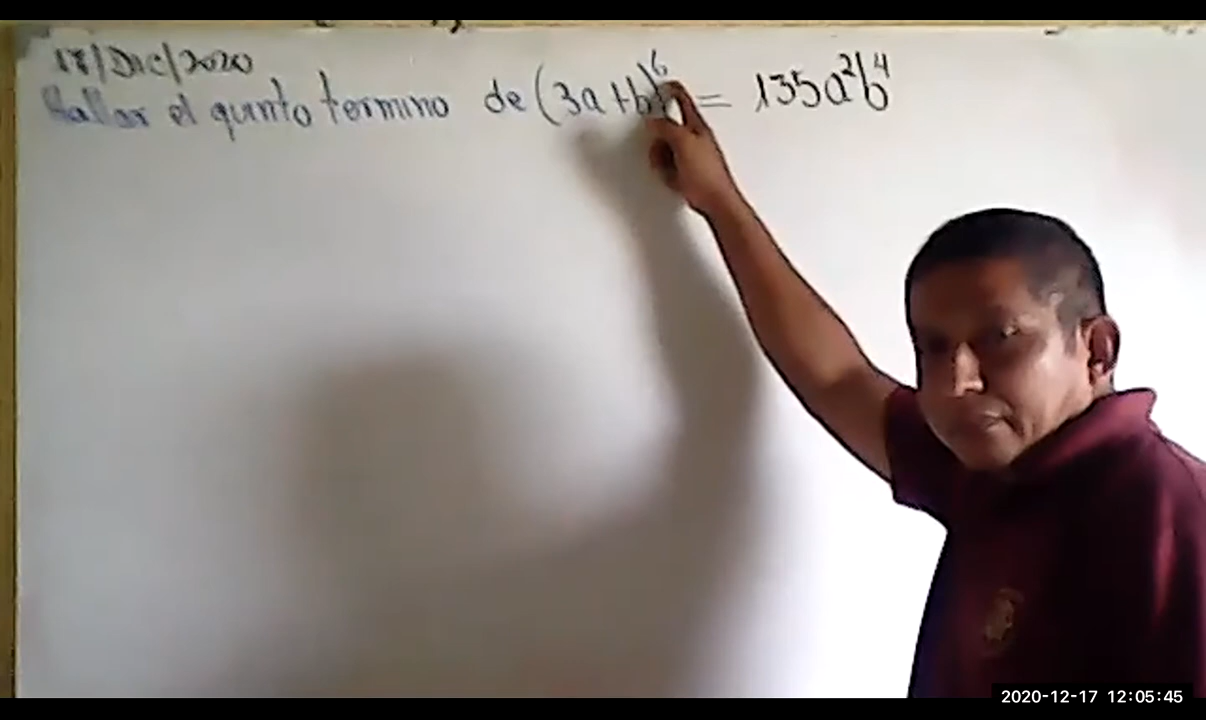 18/Dic/2020
Hallar el quinto termino de (3a+b)⁶ = 135a²b⁴
2020-12-17 12:05:45